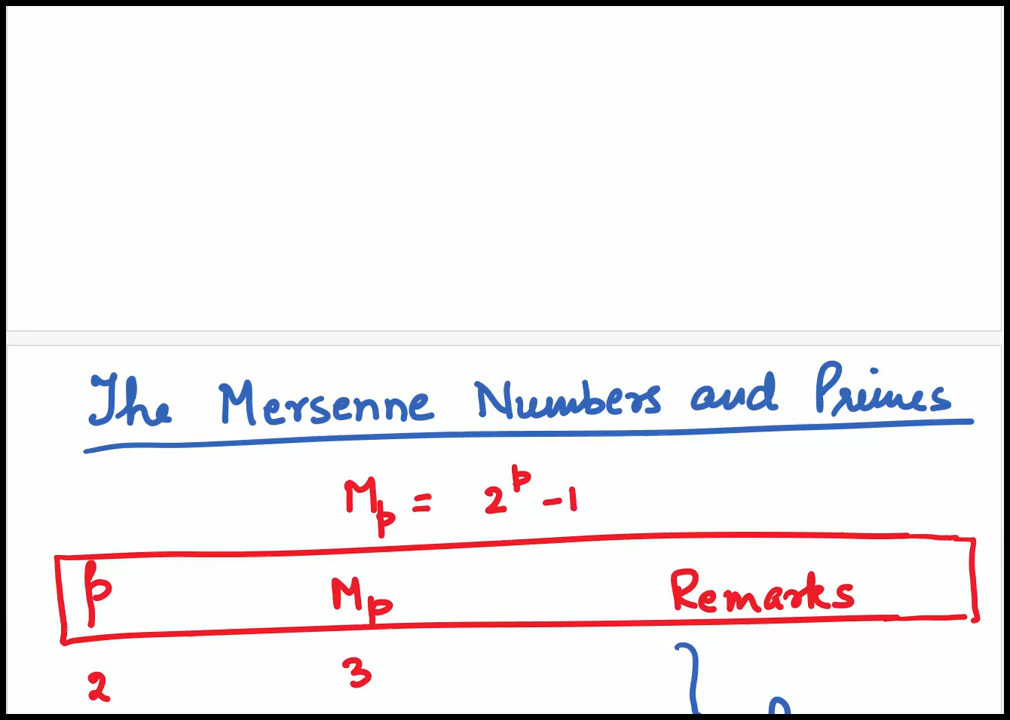 The Mersenne Numbers and Primes
Mp = 2^p - 1
p Mp Remarks
2 3